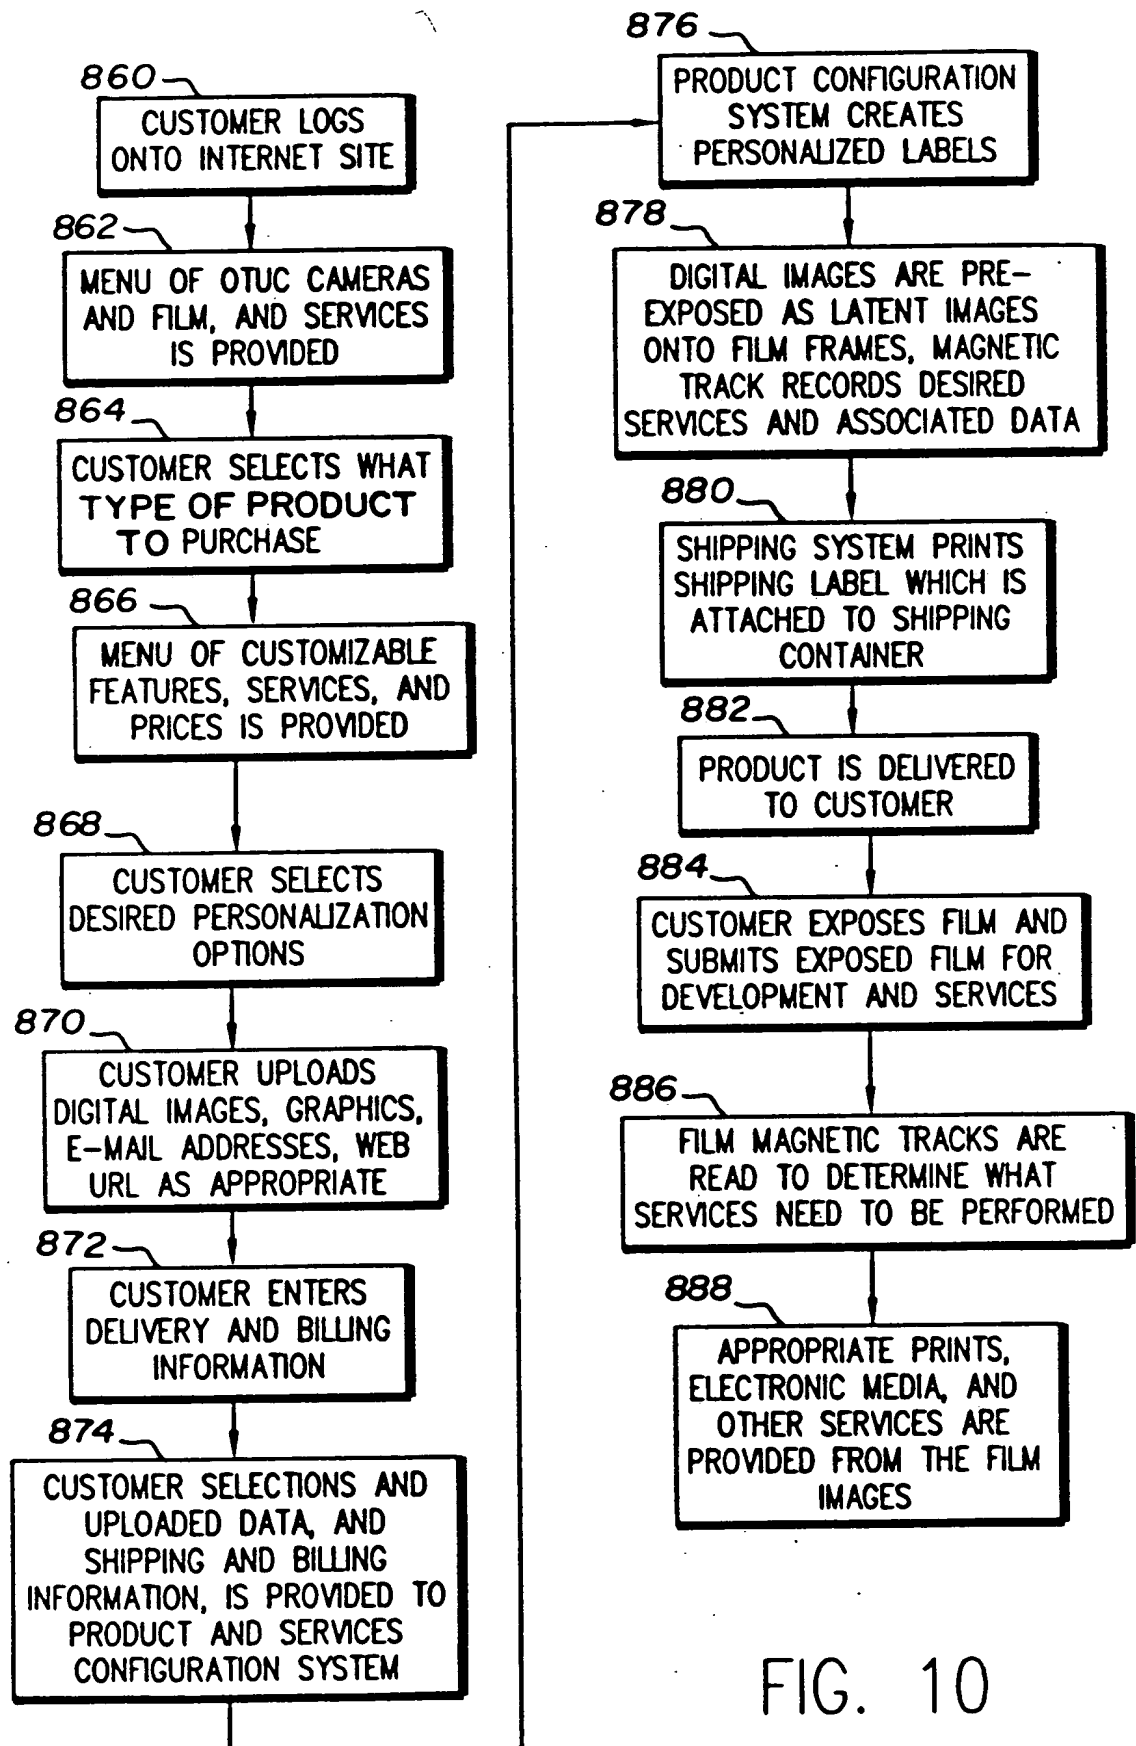 860
CUSTOMER LOGS
ONTO INTERNET SITE
862
MENU OF OTUC CAMERAS
AND FILM, AND SERVICES
IS PROVIDED
864
CUSTOMER SELECTS WHAT
TYPE OF PRODUCT
TO PURCHASE
866
MENU OF CUSTOMIZABLE
FEATURES, SERVICES, AND
PRICES IS PROVIDED
868
CUSTOMER SELECTS
DESIRED PERSONALIZATION
OPTIONS
870
CUSTOMER UPLOADS
DIGITAL IMAGES, GRAPHICS,
E-MAIL ADDRESSES, WEB
URL AS APPROPRIATE
872
CUSTOMER ENTERS
DELIVERY AND BILLING
INFORMATION
874
CUSTOMER SELECTIONS AND
UPLOADED DATA, AND
SHIPPING AND BILLING
INFORMATION, IS PROVIDED TO
PRODUCT AND SERVICES
CONFIGURATION SYSTEM
876
PRODUCT CONFIGURATION
SYSTEM CREATES
PERSONALIZED LABELS
878
DIGITAL IMAGES ARE PRE-
EXPOSED AS LATENT IMAGES
ONTO FILM FRAMES, MAGNETIC
TRACK RECORDS DESIRED
SERVICES AND ASSOCIATED DATA
880
SHIPPING SYSTEM PRINTS
SHIPPING LABEL WHICH IS
ATTACHED TO SHIPPING
CONTAINER
882
PRODUCT IS DELIVERED
TO CUSTOMER
884
CUSTOMER EXPOSES FILM AND
SUBMITS EXPOSED FILM FOR
DEVELOPMENT AND SERVICES
886
FILM MAGNETIC TRACKS ARE
READ TO DETERMINE WHAT
SERVICES NEED TO BE PERFORMED
888
APPROPRIATE PRINTS,
ELECTRONIC MEDIA, AND
OTHER SERVICES ARE
PROVIDED FROM THE FILM
IMAGES
FIG. 10